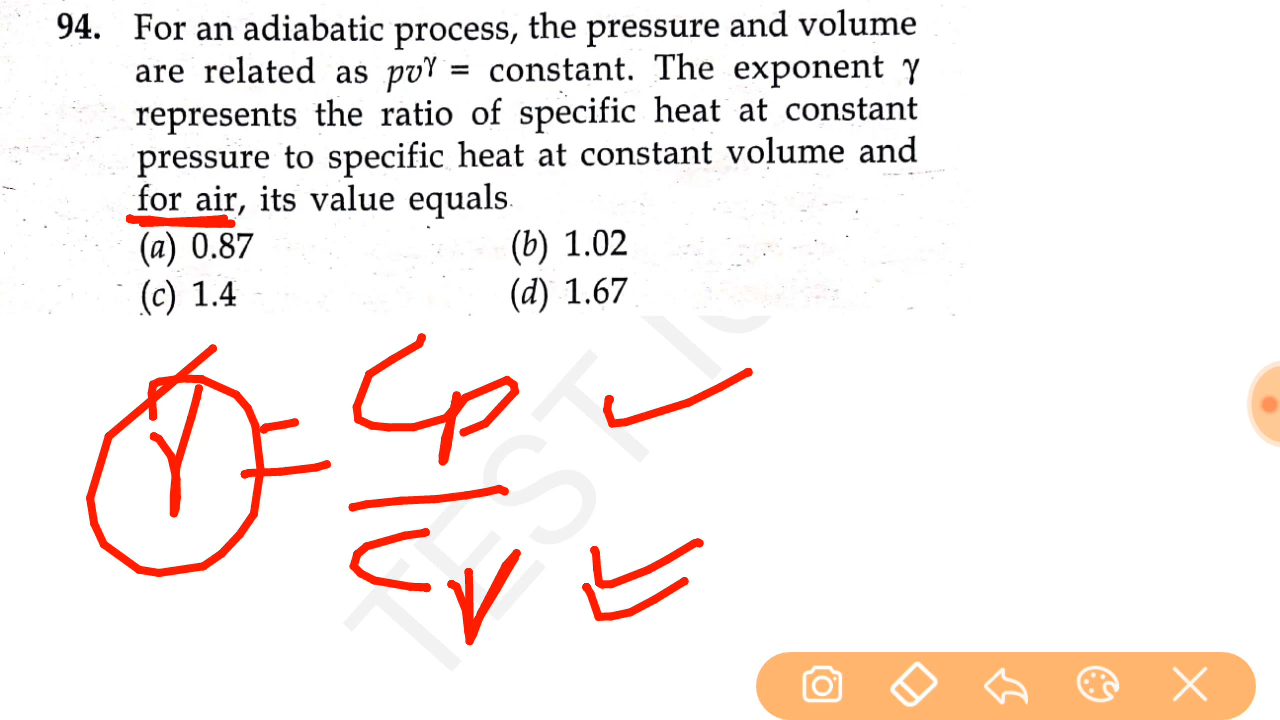 94. For an adiabatic process, the pressure and volume
are related as pvᵞ = constant. The exponent γ
represents the ratio of specific heat at constant
pressure to specific heat at constant volume and
for air, its value equals.
(a) 0.87 (b) 1.02
(c) 1.4 (d) 1.67
γ = Cp
Cv
TEST